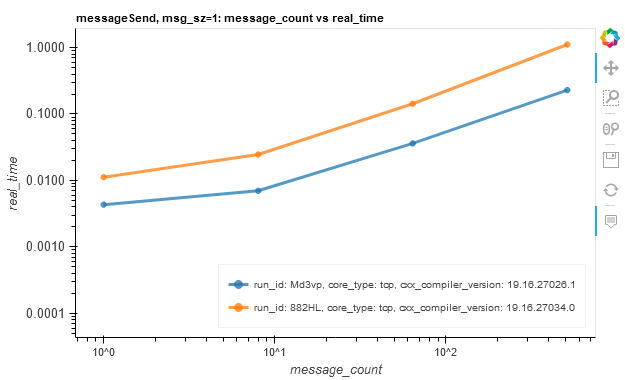 messageSend, msg_sz=1: message_count vs real_time
1.0000
0.1000
0.0100
0.0010
0.0001
real_time
run_id: Md3vp, core_type: tcp, cxx_compiler_version: 19.16.27026.1
run_id: 882HL, core_type: tcp, cxx_compiler_version: 19.16.27034.0
10^0
10^1
10^2
message_count